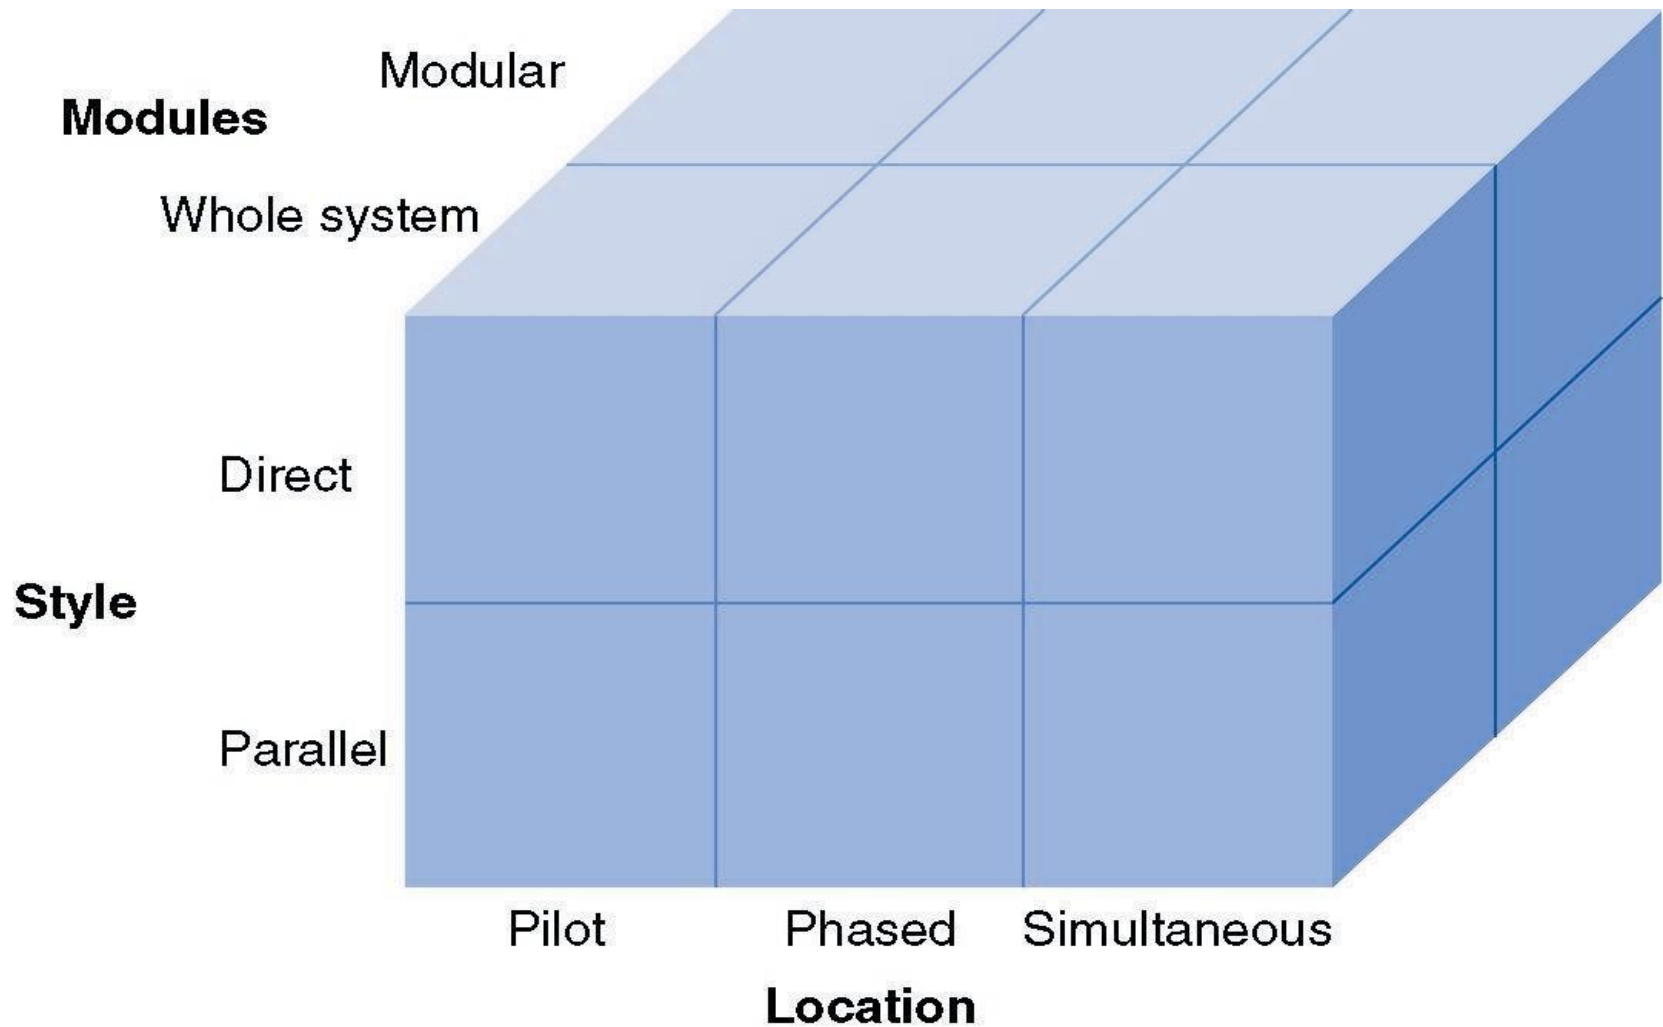 Modular
Modules
Whole system
Direct
Style
Parallel
Pilot Phased Simultaneous
Location